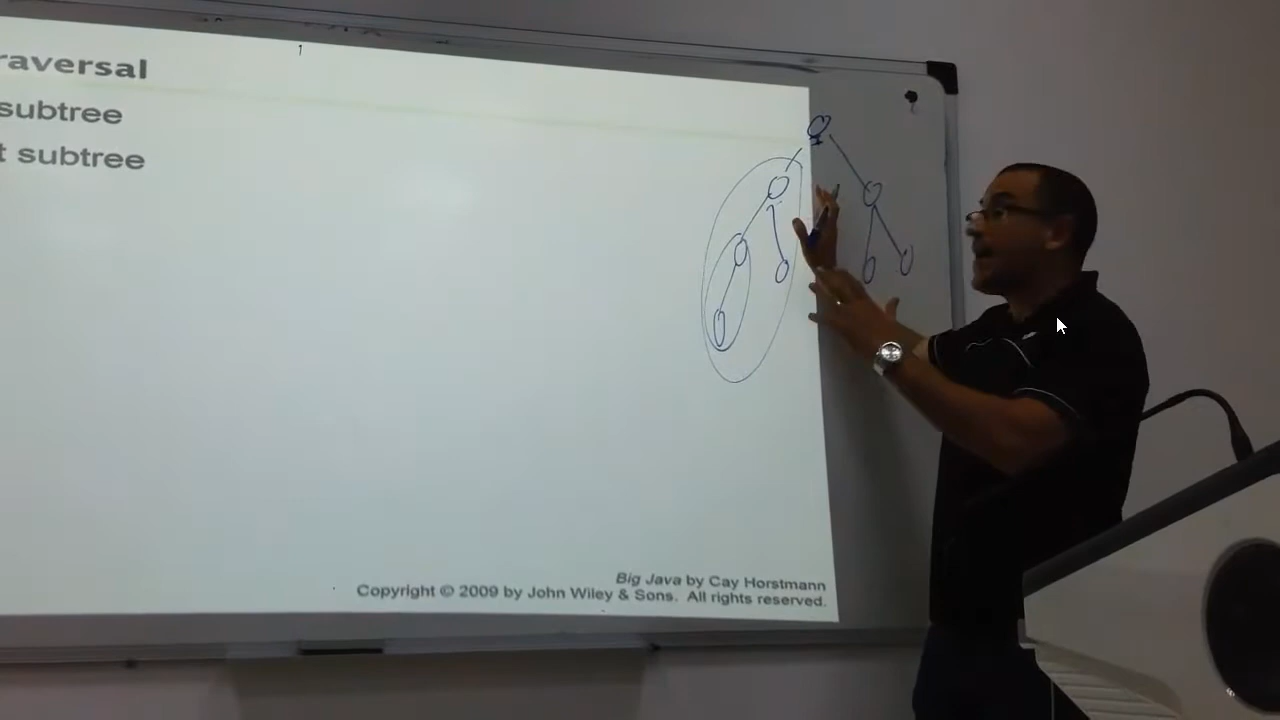 raversal
subtree
t subtree
Big Java by Cay Horstmann
Copyright © 2009 by John Wiley & Sons. All rights reserved.